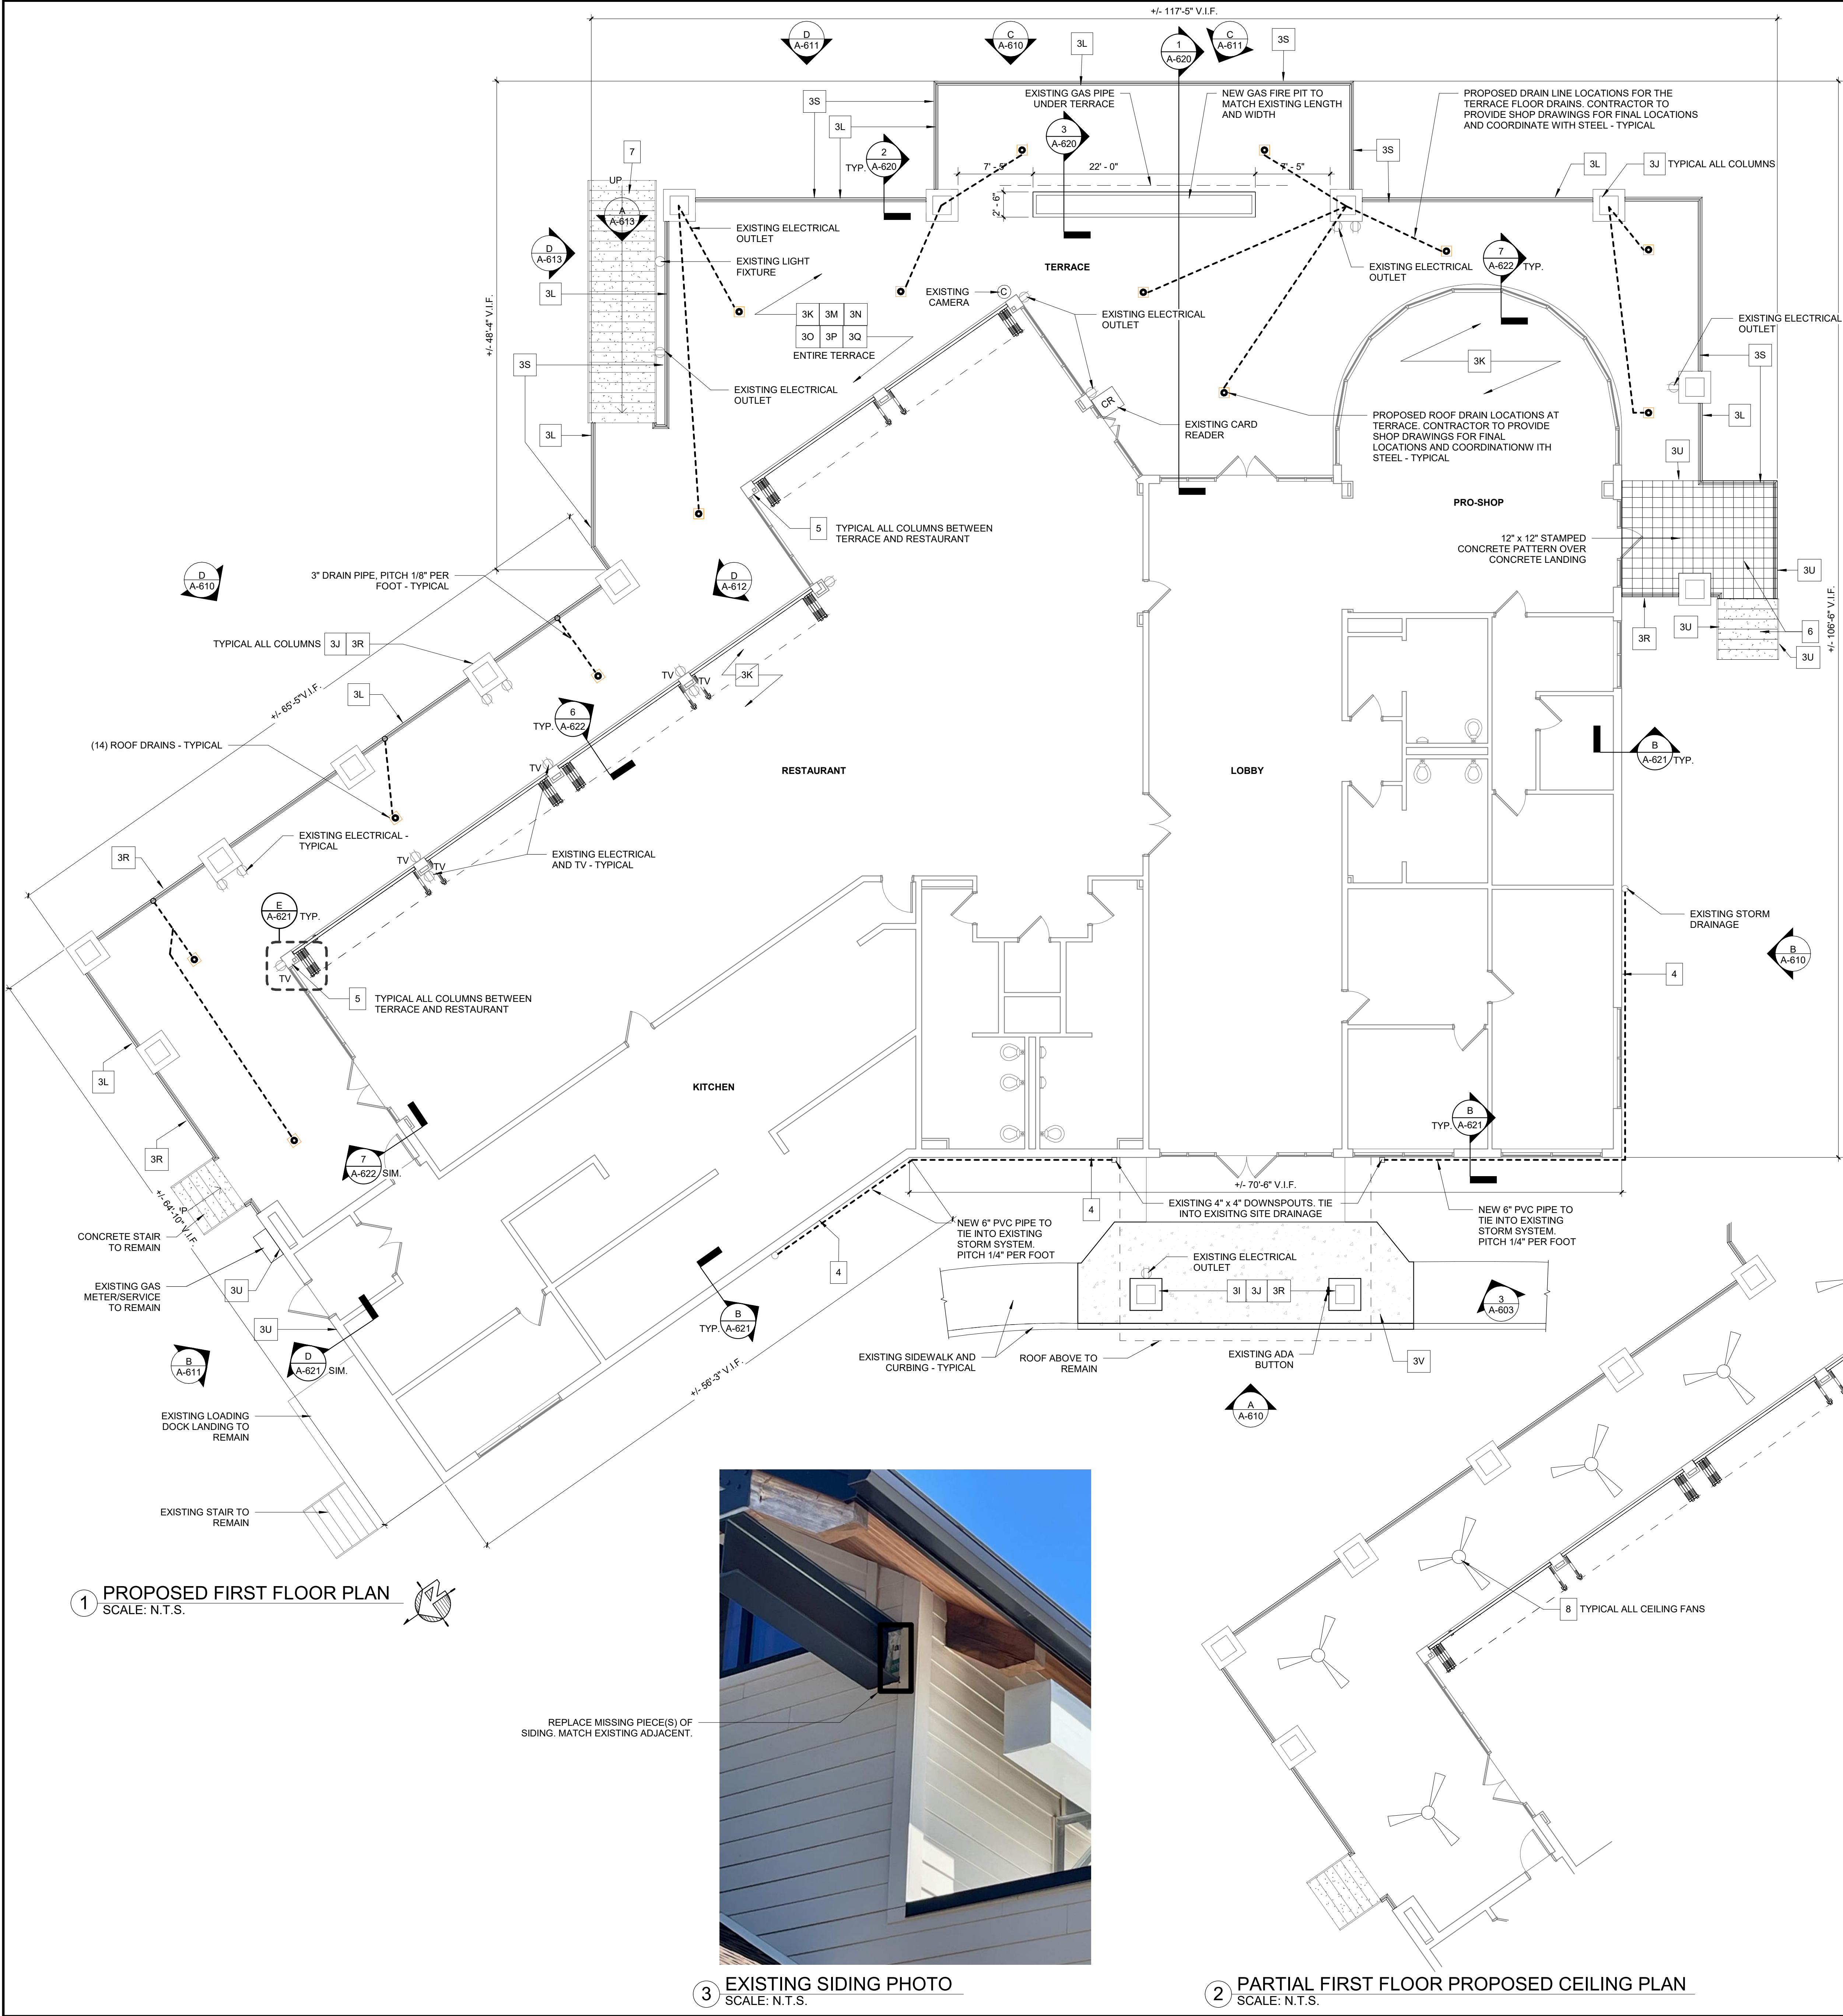 +/- 117'-5" V.I.F.
D
A-611
C
A-610
3L
1
A-620
C
A-611
3S
3S
3L
EXISTING GAS PIPE
UNDER TERRACE
NEW GAS FIRE PIT TO
MATCH EXISTING LENGTH
AND WIDTH
PROPOSED DRAIN LINE LOCATIONS FOR THE
TERRACE FLOOR DRAINS. CONTRACTOR TO
PROVIDE SHOP DRAWINGS FOR FINAL LOCATIONS
AND COORDINATE WITH STEEL - TYPICAL
7
UP
A
A-613
TYP.
2
A-620
3
A-620
7' - 5"
22' - 0"
7' - 5"
2' - 6"
3S
3L
3J TYPICAL ALL COLUMNS
D
A-613
3L
EXISTING ELECTRICAL
OUTLET
EXISTING LIGHT
FIXTURE
TERRACE
EXISTING ELECTRICAL
OUTLET
7
A-622
TYP.
+/- 48'-4" V.I.F.
3K 3M 3N
3O 3P 3Q
ENTIRE TERRACE
EXISTING
CAMERA
C
EXISTING ELECTRICAL
OUTLET
EXISTING ELECTRICAL
OUTLET
3S
3K
3S
EXISTING ELECTRICAL
OUTLET
CR
EXISTING CARD
READER
PROPOSED ROOF DRAIN LOCATIONS AT
TERRACE. CONTRACTOR TO PROVIDE
SHOP DRAWINGS FOR FINAL
LOCATIONS AND COORDINATIONW ITH
STEEL - TYPICAL
3L
3L
3U
5
TYPICAL ALL COLUMNS BETWEEN
TERRACE AND RESTAURANT
PRO-SHOP
12" x 12" STAMPED
CONCRETE PATTERN OVER
CONCRETE LANDING
D
A-610
3" DRAIN PIPE, PITCH 1/8" PER
FOOT - TYPICAL
D
A-612
3U
3U
6
3R
3U
+/- 106'-6" V.I.F.
TYPICAL ALL COLUMNS 3J 3R
3K
TV
TV
3L
+/- 65'-5"V.I.F.
TYP.
6
A-622
(14) ROOF DRAINS - TYPICAL
TV
RESTAURANT
LOBBY
B
A-621
TYP.
EXISTING ELECTRICAL -
TYPICAL
3R
TV
TV
EXISTING ELECTRICAL
AND TV - TYPICAL
E
A-621
TYP.
EXISTING STORM
DRAINAGE
B
A-610
4
TV
5
TYPICAL ALL COLUMNS BETWEEN
TERRACE AND RESTAURANT
3L
KITCHEN
B
A-621
TYP.
3R
7
A-622
SIM.
+/- 64'-10" V.I.F.
+/- 70'-6" V.I.F.
CONCRETE STAIR
TO REMAIN
4
EXISTING 4" x 4" DOWNSPOUTS. TIE
INTO EXISITNG SITE DRAINAGE
NEW 6" PVC PIPE TO
TIE INTO EXISTING
STORM SYSTEM.
PITCH 1/4" PER FOOT
NEW 6" PVC PIPE TO
TIE INTO EXISTING
STORM SYSTEM.
PITCH 1/4" PER FOOT
EXISTING GAS
METER/SERVICE
TO REMAIN
3U
4
EXISTING ELECTRICAL
OUTLET
3I 3J 3R
3
A-603
3U
B
A-611
D
A-621
SIM.
TYP.
B
A-621
+/- 56'-3" V.I.F.
EXISTING SIDEWALK AND
CURBING - TYPICAL
ROOF ABOVE TO
REMAIN
EXISTING ADA
BUTTON
3V
A
A-610
EXISTING LOADING
DOCK LANDING TO
REMAIN
EXISTING STAIR TO
REMAIN
1
PROPOSED FIRST FLOOR PLAN
SCALE: N.T.S.
8 TYPICAL ALL CEILING FANS
REPLACE MISSING PIECE(S) OF
SIDING. MATCH EXISTING ADJACENT.
3
EXISTING SIDING PHOTO
SCALE: N.T.S.
2
PARTIAL FIRST FLOOR PROPOSED CEILING PLAN
SCALE: N.T.S.